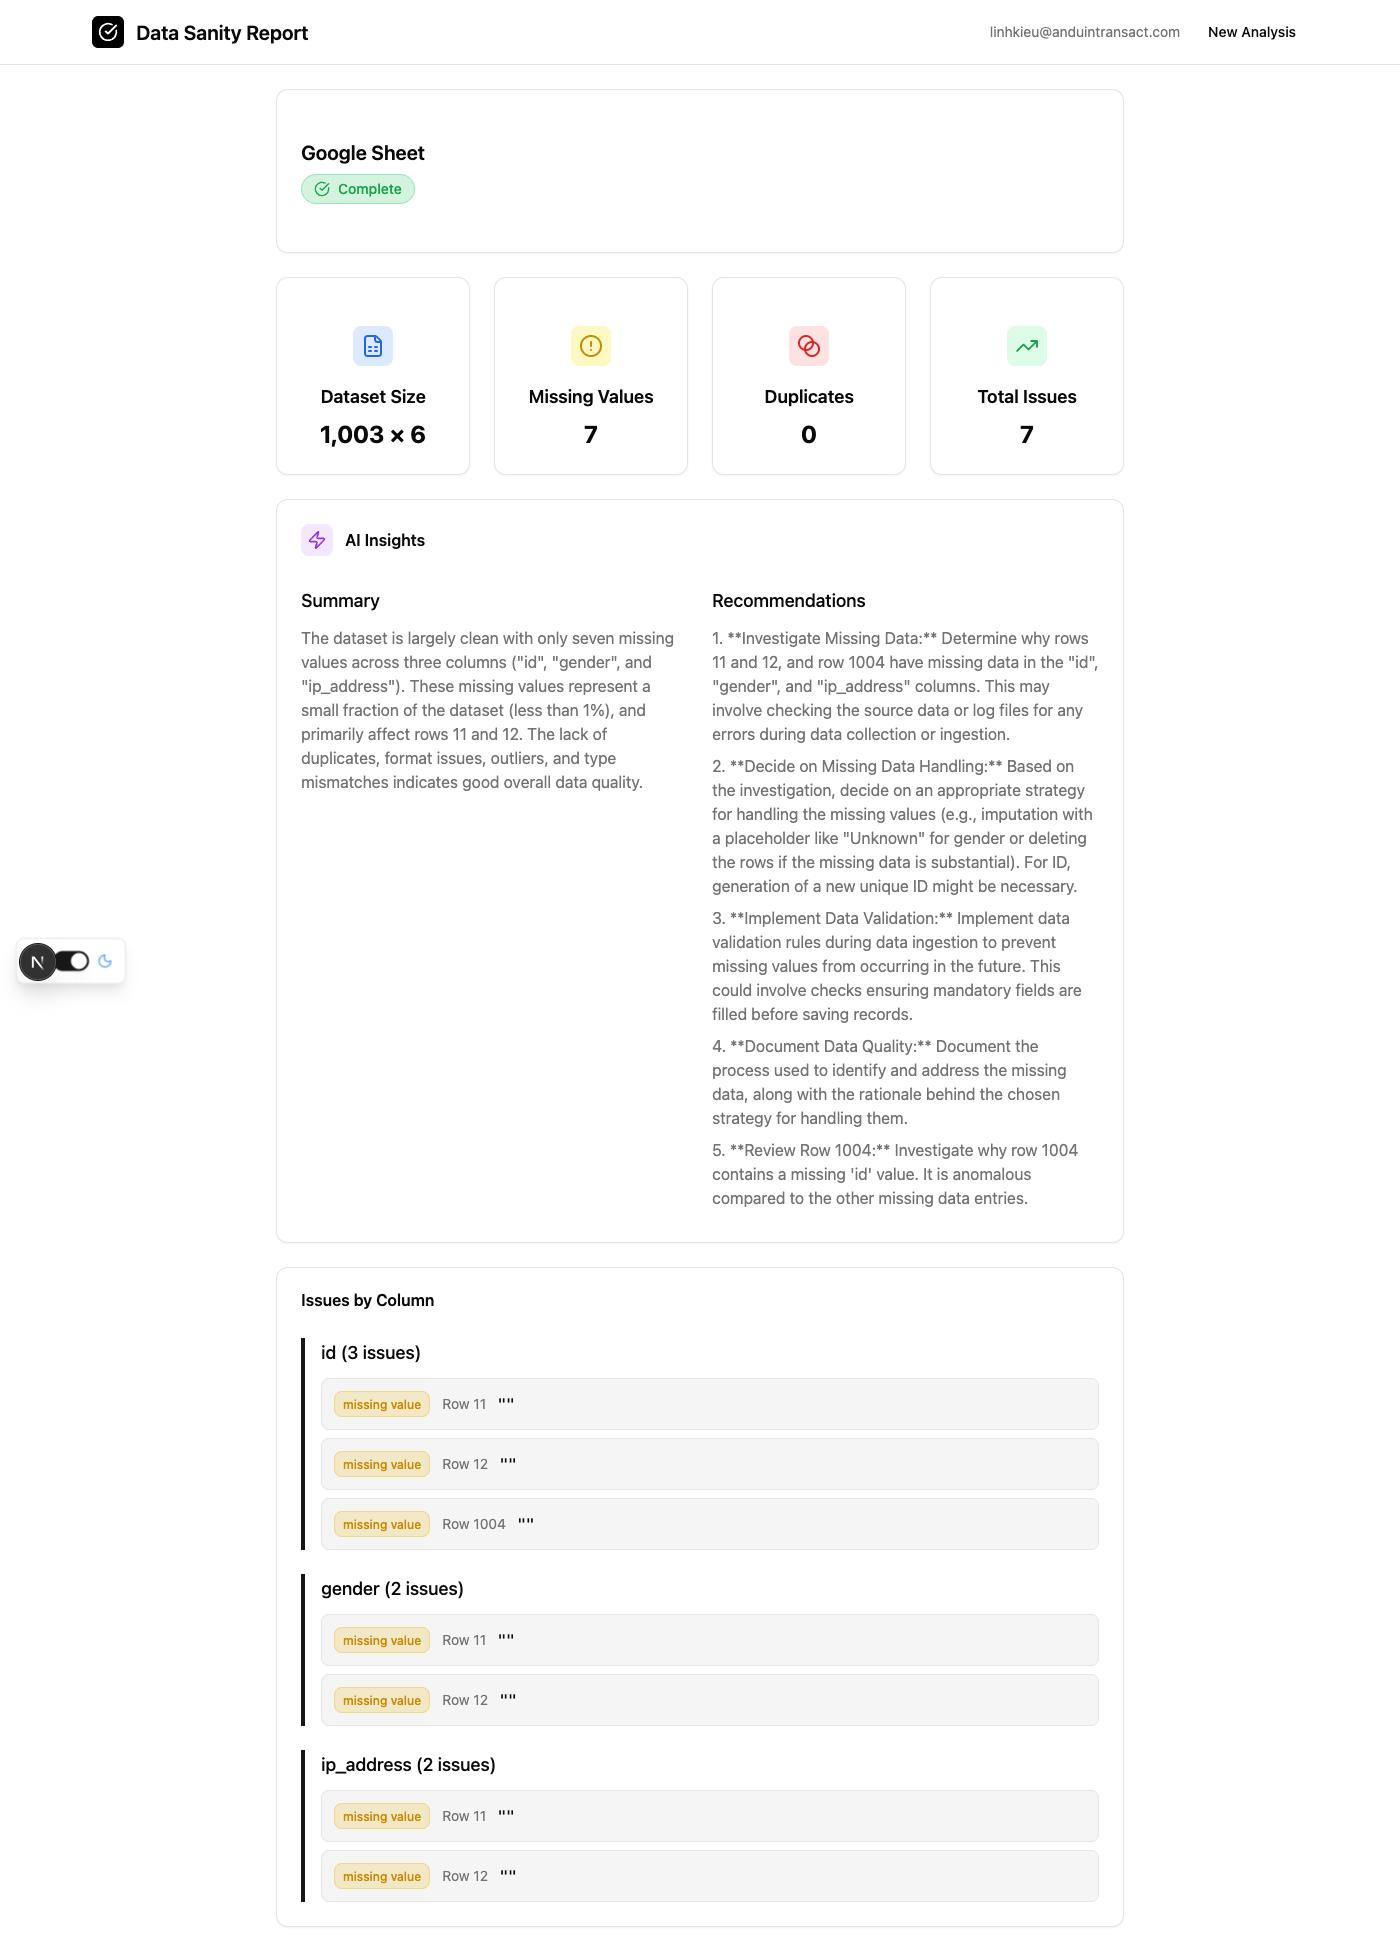 Data Sanity Report
linhkieu@anduintransact.com
New Analysis
Google Sheet
Complete
Dataset Size
1,003 × 6
Missing Values
7
Duplicates
0
Total Issues
7
AI Insights
Summary
The dataset is largely clean with only seven missing
values across three columns ("id", "gender", and
"ip_address"). These missing values represent a
small fraction of the dataset (less than 1%), and
primarily affect rows 11 and 12. The lack of
duplicates, format issues, outliers, and type
mismatches indicates good overall data quality.
Recommendations
1. **Investigate Missing Data:** Determine why rows
11 and 12, and row 1004 have missing data in the "id",
"gender", and "ip_address" columns. This may
involve checking the source data or log files for any
errors during data collection or ingestion.
2. **Decide on Missing Data Handling:** Based on
the investigation, decide on an appropriate strategy
for handling the missing values (e.g., imputation with
a placeholder like "Unknown" for gender or deleting
the rows if the missing data is substantial). For ID,
generation of a new unique ID might be necessary.
3. **Implement Data Validation:** Implement data
validation rules during data ingestion to prevent
missing values from occurring in the future. This
could involve checks ensuring mandatory fields are
filled before saving records.
4. **Document Data Quality:** Document the
process used to identify and address the missing
data, along with the rationale behind the chosen
strategy for handling them.
5. **Review Row 1004:** Investigate why row 1004
contains a missing 'id' value. It is anomalous
compared to the other missing data entries.
N
Issues by Column
id (3 issues)
missing value Row 11 ""
missing value Row 12 ""
missing value Row 1004 ""
gender (2 issues)
missing value Row 11 ""
missing value Row 12 ""
ip_address (2 issues)
missing value Row 11 ""
missing value Row 12 ""